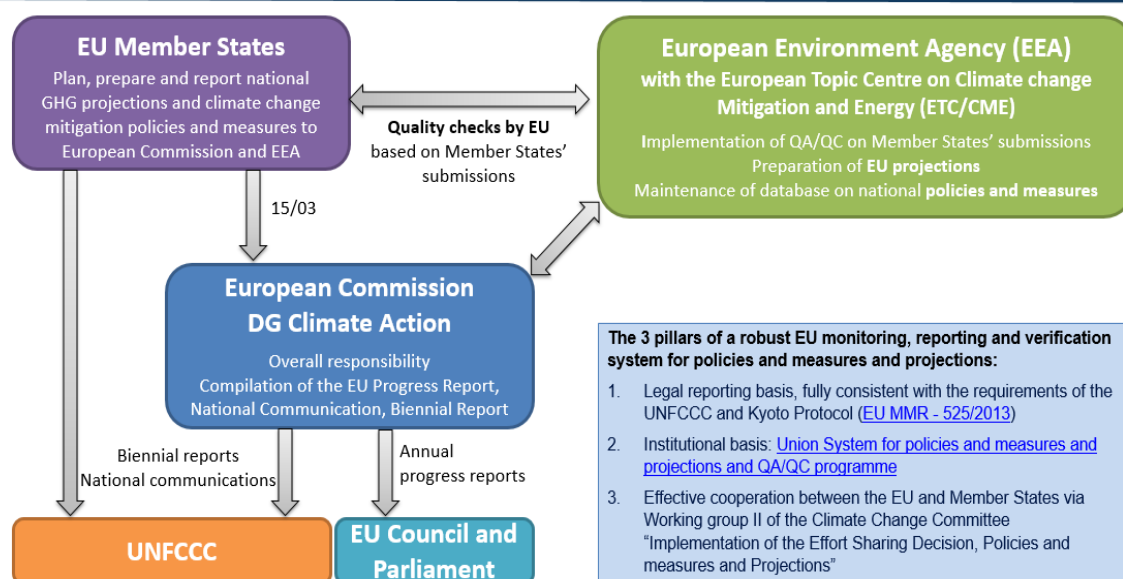 EU Member States
Plan, prepare and report national
GHG projections and climate change
mitigation policies and measures to
European Commission and EEA
European Environment Agency (EEA)
with the European Topic Centre on Climate change
Mitigation and Energy (ETC/CME)
Implementation of QA/QC on Member States’ submissions
Preparation of EU projections
Maintenance of database on national policies and measures
Quality checks by EU
based on Member States’
submissions
15/03
European Commission
DG Climate Action
Overall responsibility
Compilation of the EU Progress Report,
National Communication, Biennial Report
Biennial reports
National communications
Annual
progress reports
UNFCCC
EU Council and
Parliament
The 3 pillars of a robust EU monitoring, reporting and verification
system for policies and measures and projections:
1. Legal reporting basis, fully consistent with the requirements of the
UNFCCC and Kyoto Protocol (EU MMR - 525/2013)
2. Institutional basis: Union System for policies and measures and
projections and QA/QC programme
3. Effective cooperation between the EU and Member States via
Working group II of the Climate Change Committee
“Implementation of the Effort Sharing Decision, Policies and
measures and Projections”